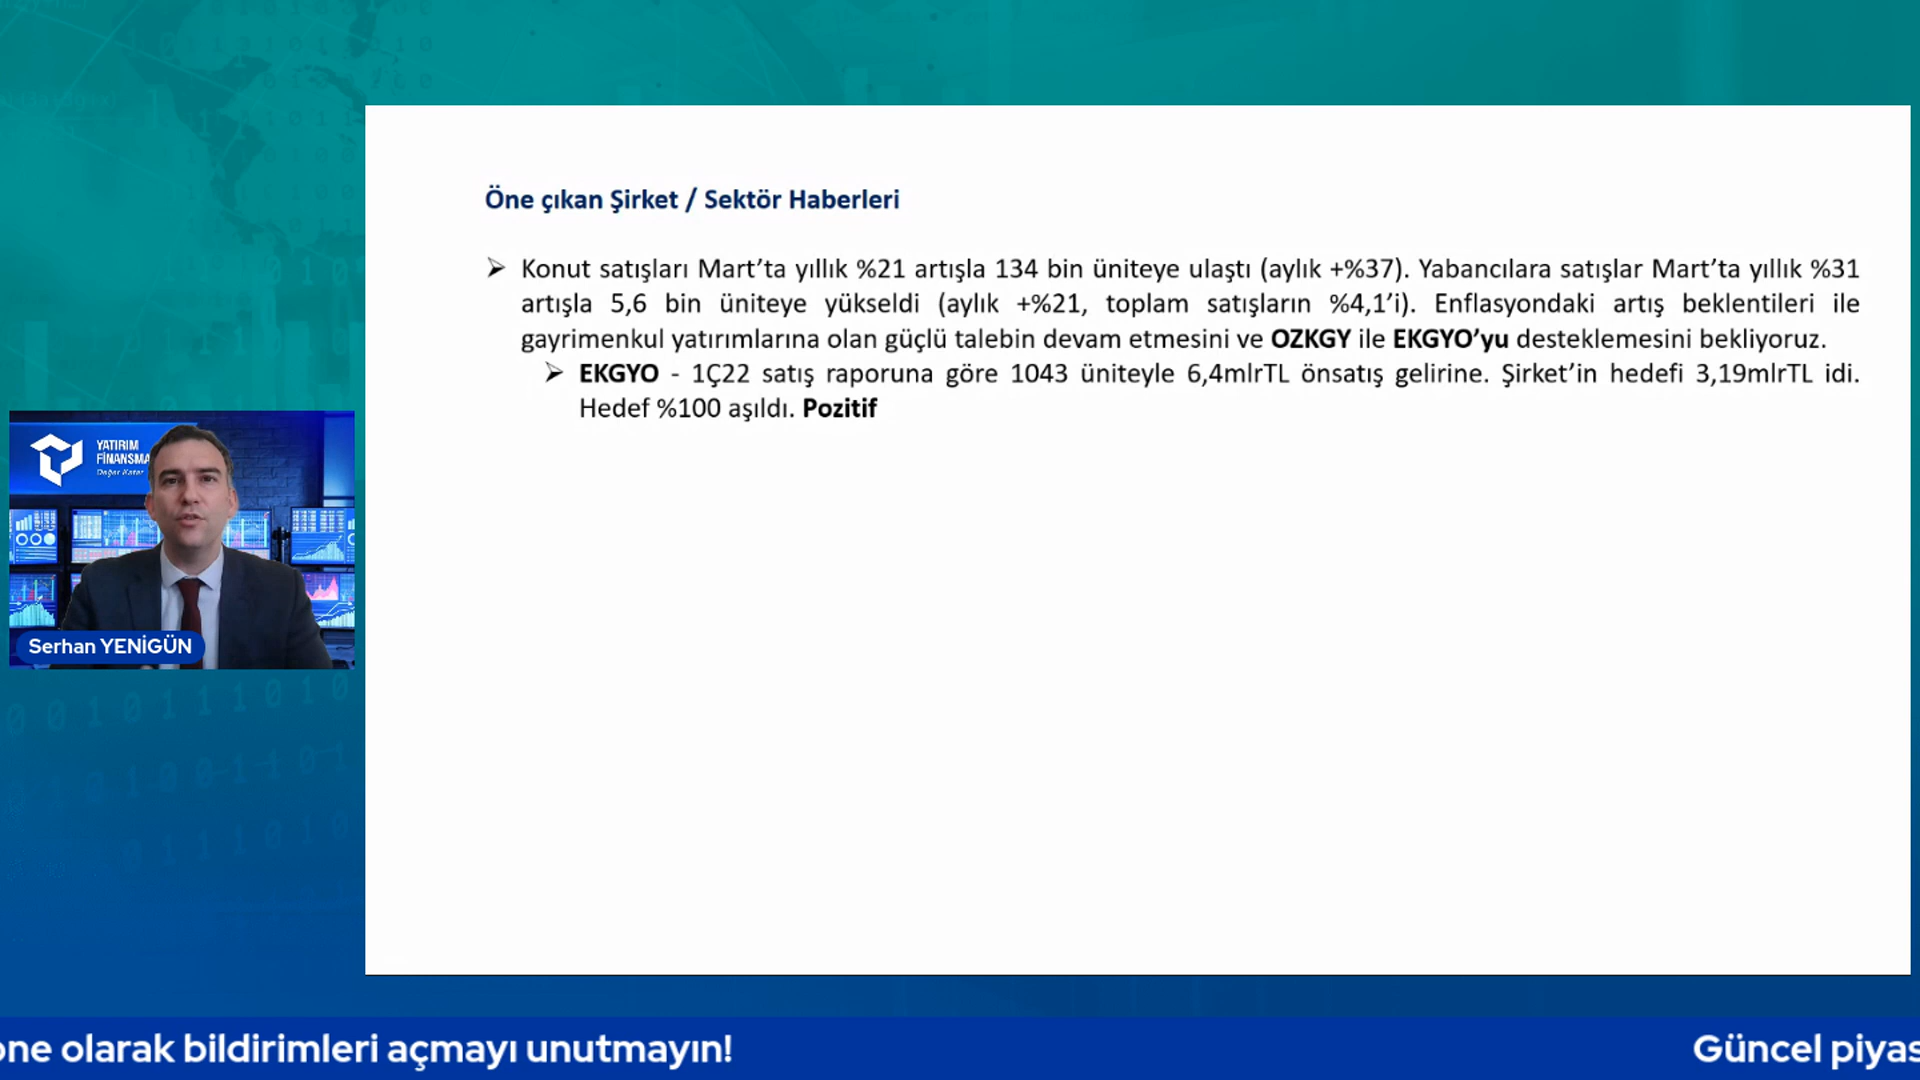 Öne çıkan Şirket / Sektör Haberleri
➢ Konut satışları Mart’ta yıllık %21 artışla 134 bin üniteye ulaştı (aylık +%37). Yabancılara satışlar Mart’ta yıllık %31
artışla 5,6 bin üniteye yükseldi (aylık +%21, toplam satışların %4,1’i). Enflasyondaki artış beklentileri ile
gayrimenkul yatırımlarına olan güçlü talebin devam etmesini ve OZKGY ile EKGYO’yu desteklemesini bekliyoruz.
➢ EKGYO - 1Ç22 satış raporuna göre 1043 üniteyle 6,4mlrTL önsatış gelirine. Şirket’in hedefi 3,19mlrTL idi.
Hedef %100 aşıldı. Pozitif
YATIRIM
FİNANSMA
Değer Katar
Serhan YENİGÜN
one olarak bildirimleri açmayı unutmayın!
Güncel piyas